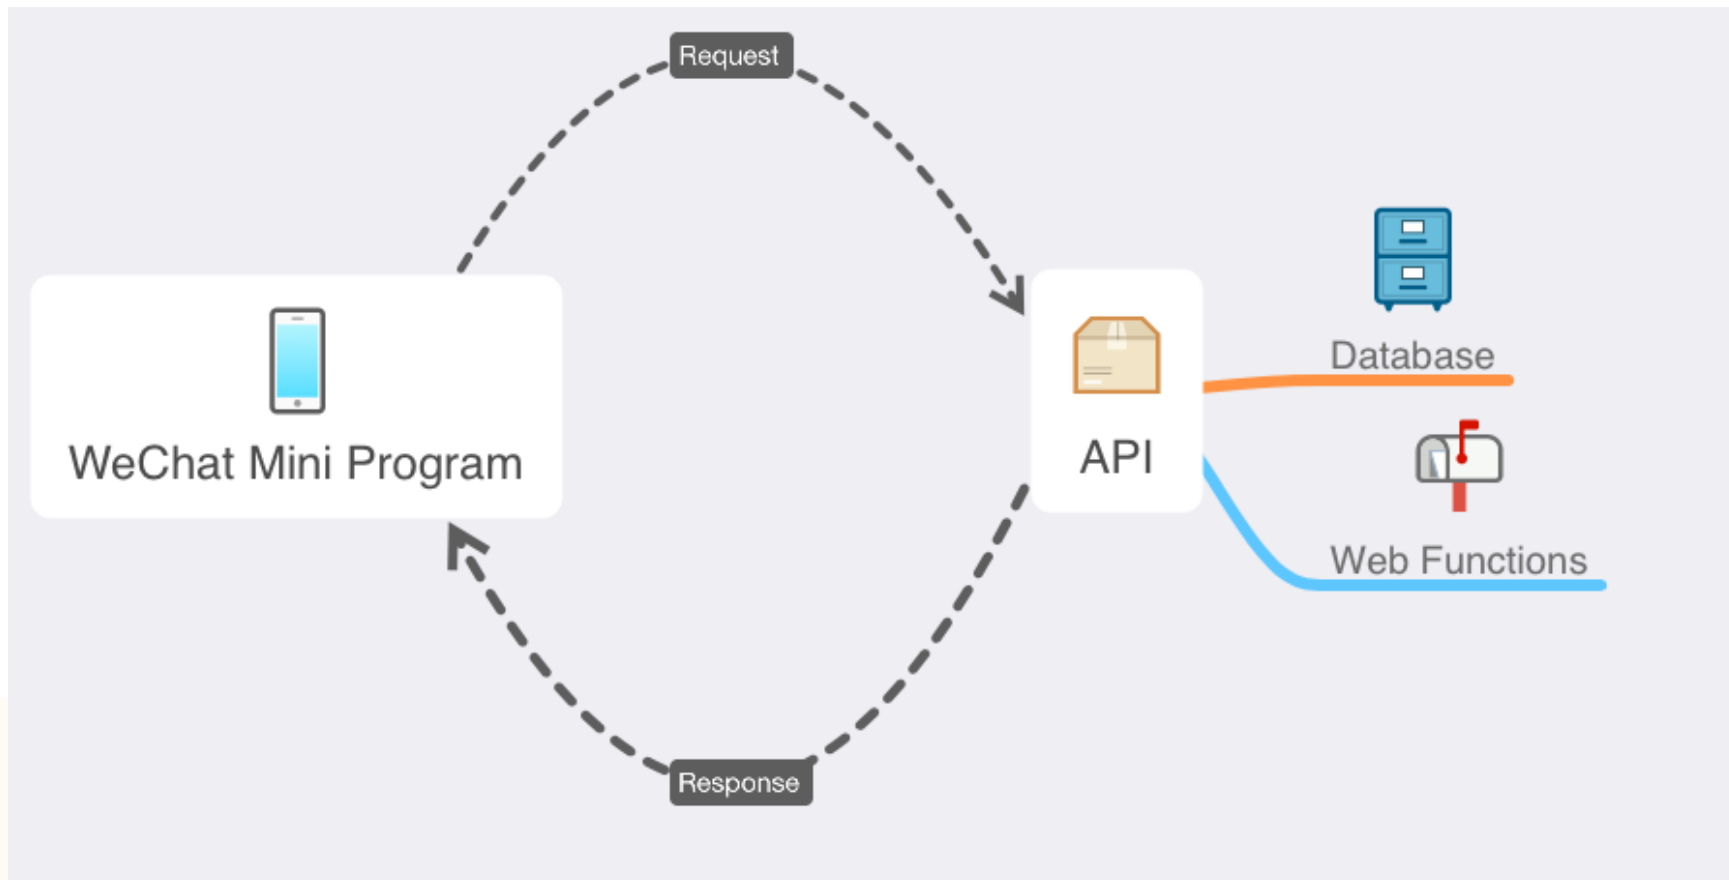 Request
WeChat Mini Program
API
Database
Web Functions
Response